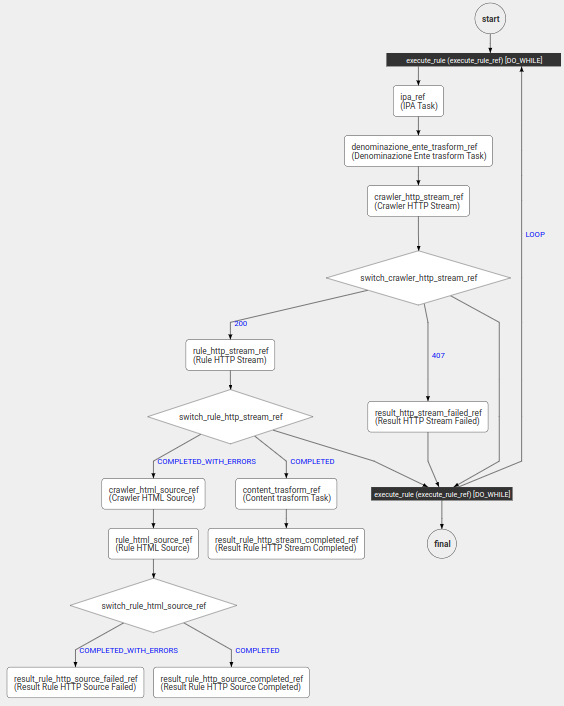 start
execute_rule (execute_rule_ref) [DO_WHILE]
ipa_ref
(IPA Task)
denominazione_ente_trasform_ref
(Denominazione Ente trasform Task)
crawler_http_stream_ref
(Crawler HTTP Stream)
LOOP
switch_crawler_http_stream_ref
200
407
rule_http_stream_ref
(Rule HTTP Stream)
switch_rule_http_stream_ref
result_http_stream_failed_ref
(Result HTTP Stream Failed)
COMPLETED_WITH_ERRORS
COMPLETED
crawler_html_source_ref
(Crawler HTML Source)
content_trasform_ref
(Content trasform Task)
execute_rule (execute_rule_ref) [DO_WHILE]
rule_html_source_ref
(Rule HTML Source)
result_rule_http_stream_completed_ref
(Result Rule HTTP Stream Completed)
final
switch_rule_html_source_ref
COMPLETED_WITH_ERRORS
COMPLETED
result_rule_http_source_failed_ref
(Result Rule HTTP Source Failed)
result_rule_http_source_completed_ref
(Result Rule HTTP Source Completed)